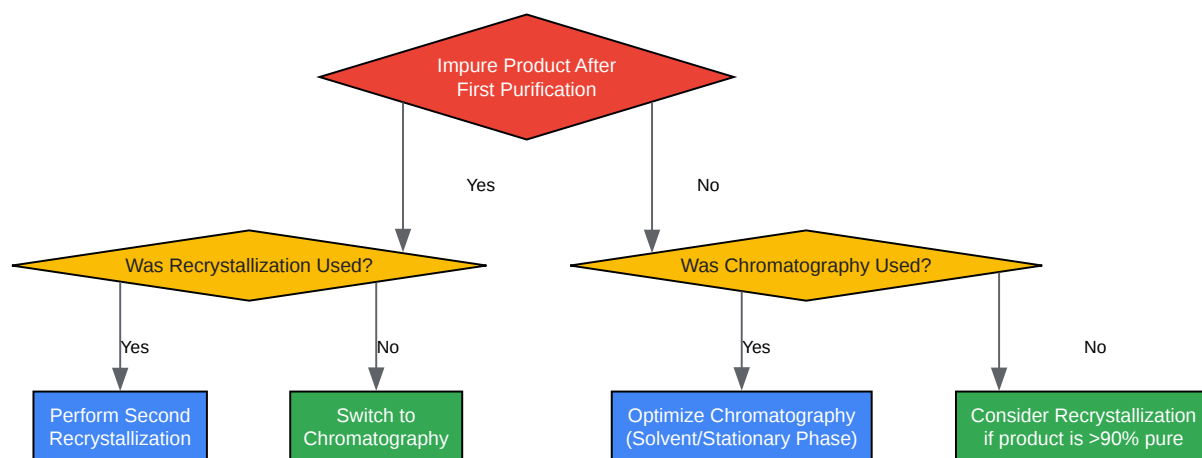 Impure Product After
First Purification
Yes
No
Was Recrystallization Used?
Was Chromatography Used?
Yes
No
Yes
No
Perform Second
Recrystallization
Switch to
Chromatography
Optimize Chromatography
(Solvent/Stationary Phase)
Consider Recrystallization
if product is >90% pure